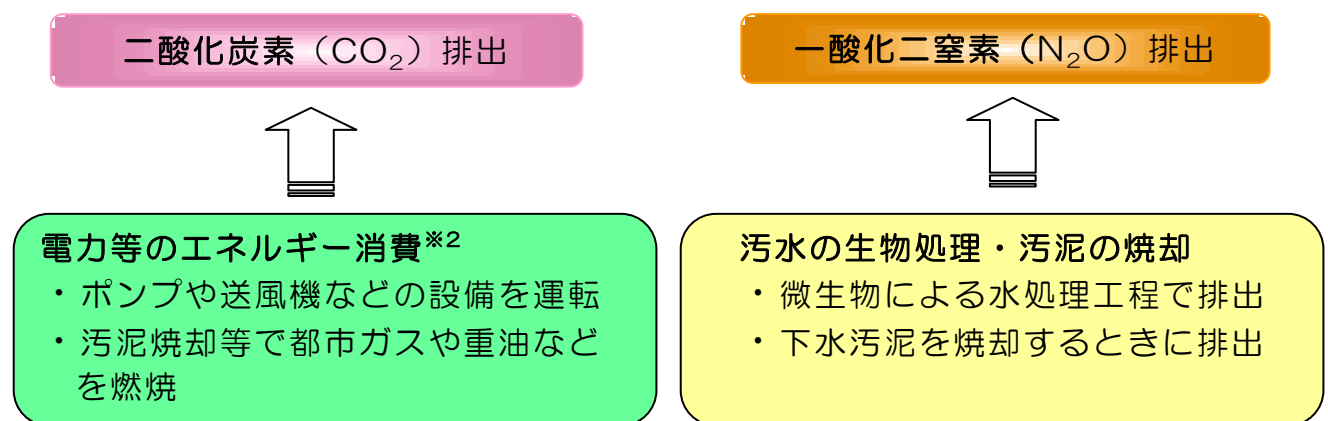 二酸化炭素（CO₂）排出
一酸化二窒素（N₂O）排出
電力等のエネルギー消費※2
・ポンプや送風機などの設備を運転
・汚泥焼却等で都市ガスや重油など
を燃焼
汚水の生物処理・汚泥の焼却
・微生物による水処理工程で排出
・下水汚泥を焼却するときに排出